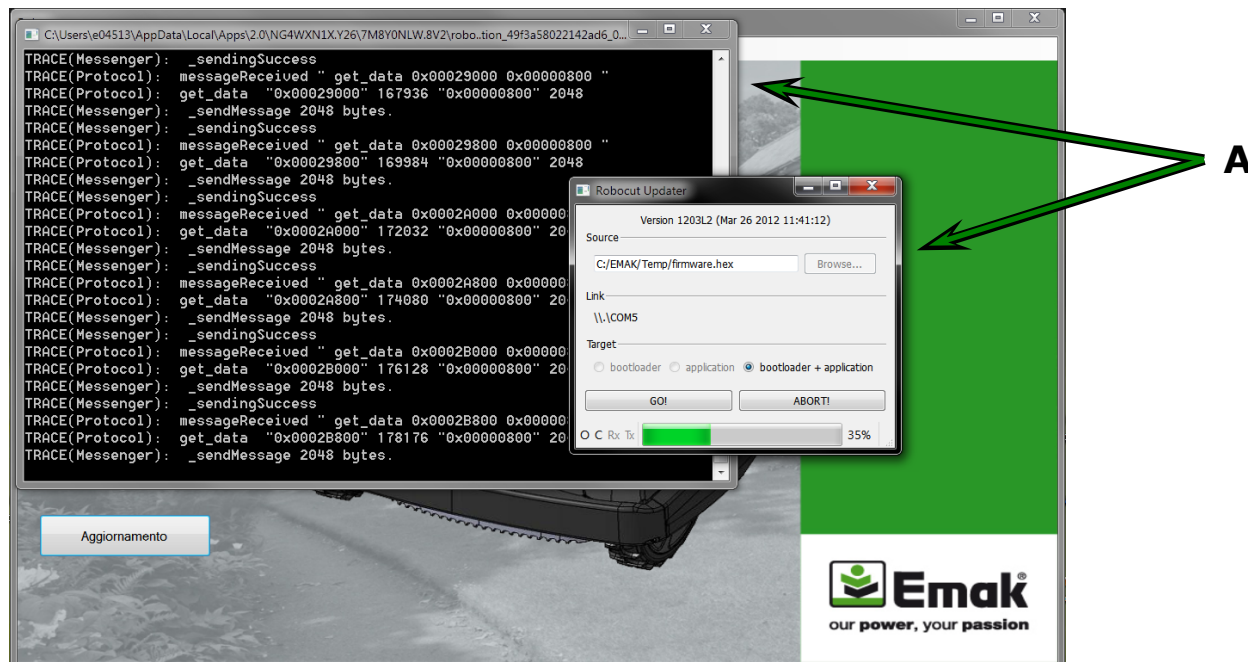 C:\Users\e04513\AppData\Local\Apps\2.0\NG4WXN1X.Y26\7M8Y0NLW.8V2\robo..tion_49f3a58022142ad6_0...
TRACE(Messenger): _sendingSuccess
TRACE(Protocol): messageReceived " get_data 0x00029000 0x00000800 "
TRACE(Protocol): get_data "0x00029000" 167936 "0x00000800" 2048
TRACE(Messenger): _sendMessage 2048 bytes.
TRACE(Messenger): _sendingSuccess
TRACE(Protocol): messageReceived " get_data 0x00029800 0x00000800 "
TRACE(Protocol): get_data "0x00029800" 169984 "0x00000800" 2048
TRACE(Messenger): _sendMessage 2048 bytes.
TRACE(Messenger): _sendingSuccess
TRACE(Protocol): messageReceived " get_data 0x0002A000 0x00000
TRACE(Protocol): get_data "0x0002A000" 172032 "0x00000800" 20
TRACE(Messenger): _sendMessage 2048 bytes.
TRACE(Messenger): _sendingSuccess
TRACE(Protocol): messageReceived " get_data 0x0002A800 0x00000
TRACE(Protocol): get_data "0x0002A800" 174080 "0x00000800" 20
TRACE(Messenger): _sendMessage 2048 bytes.
TRACE(Messenger): _sendingSuccess
TRACE(Protocol): messageReceived " get_data 0x0002B000 0x00000
TRACE(Protocol): get_data "0x0002B000" 176128 "0x00000800" 20
TRACE(Messenger): _sendMessage 2048 bytes.
TRACE(Messenger): _sendingSuccess
TRACE(Protocol): messageReceived " get_data 0x0002B800 0x00000
TRACE(Protocol): get_data "0x0002B800" 178176 "0x00000800" 20
TRACE(Messenger): _sendMessage 2048 bytes.
A
Robocut Updater
Version 1203L2 (Mar 26 2012 11:41:12)
Source
C:/EMAK/Temp/firmware.hex Browse...
Link
\\.\COM5
Target
bootloader application bootloader + application
GO! ABORT!
O C Rx Tx 35%
Aggiornamento
Emak
our power, your passion